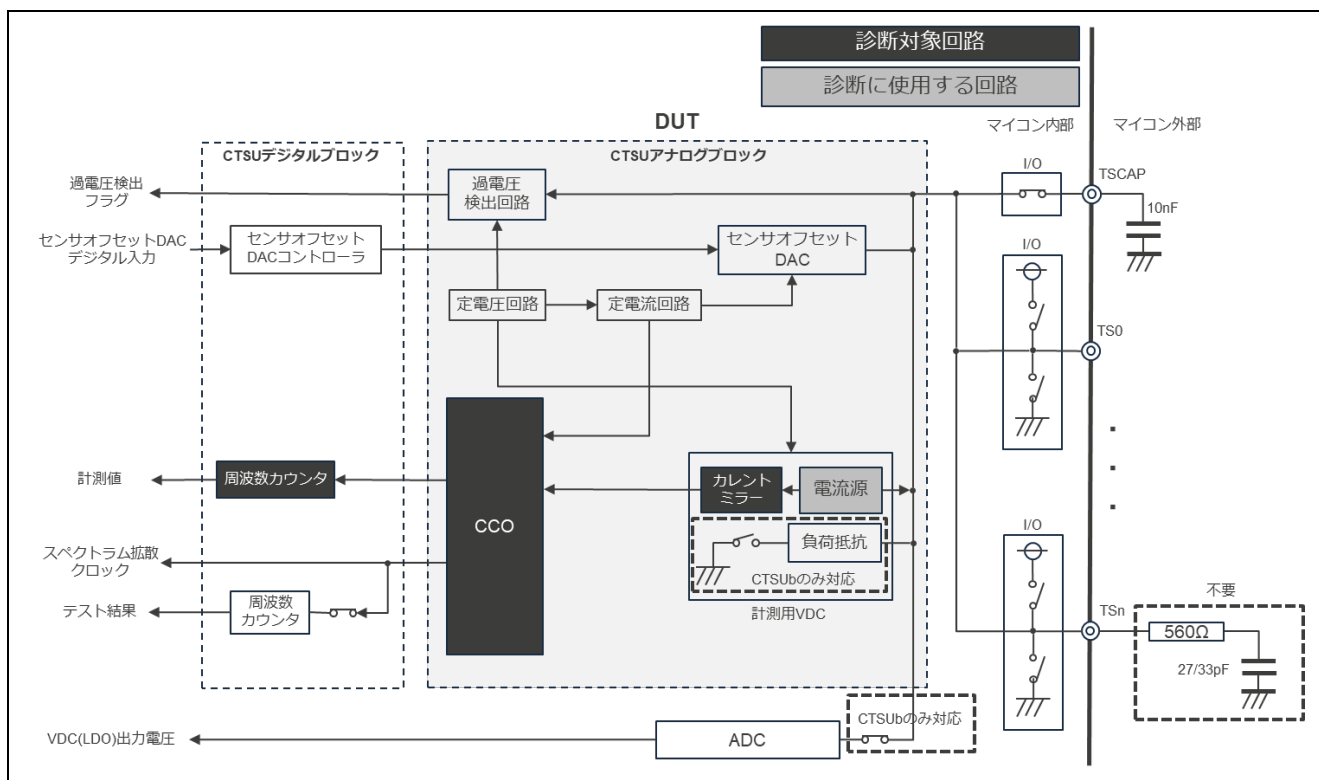 診断対象回路
診断に使用する回路
DUT
マイコン内部
マイコン外部
CTSUデジタルブロック
CTSUアナログブロック
I/O
TSCAP
過電圧検出
フラグ
過電圧
検出回路
10nF
センサオフセットDAC
デジタル入力
センサオフセット
DACコントローラ
センサオフセット
DAC
I/O
定電圧回路
定電流回路
TS0
計測値
周波数カウンタ
CCO
カレント
ミラー
電流源
負荷抵抗
CTSUbのみ対応
計測用VDC
I/O
スペクトラム拡散
クロック
テスト結果
周波数
カウンタ
不要
TSn
560Ω
27/33pF
CTSUbのみ対応
VDC(LDO)出力電圧
ADC